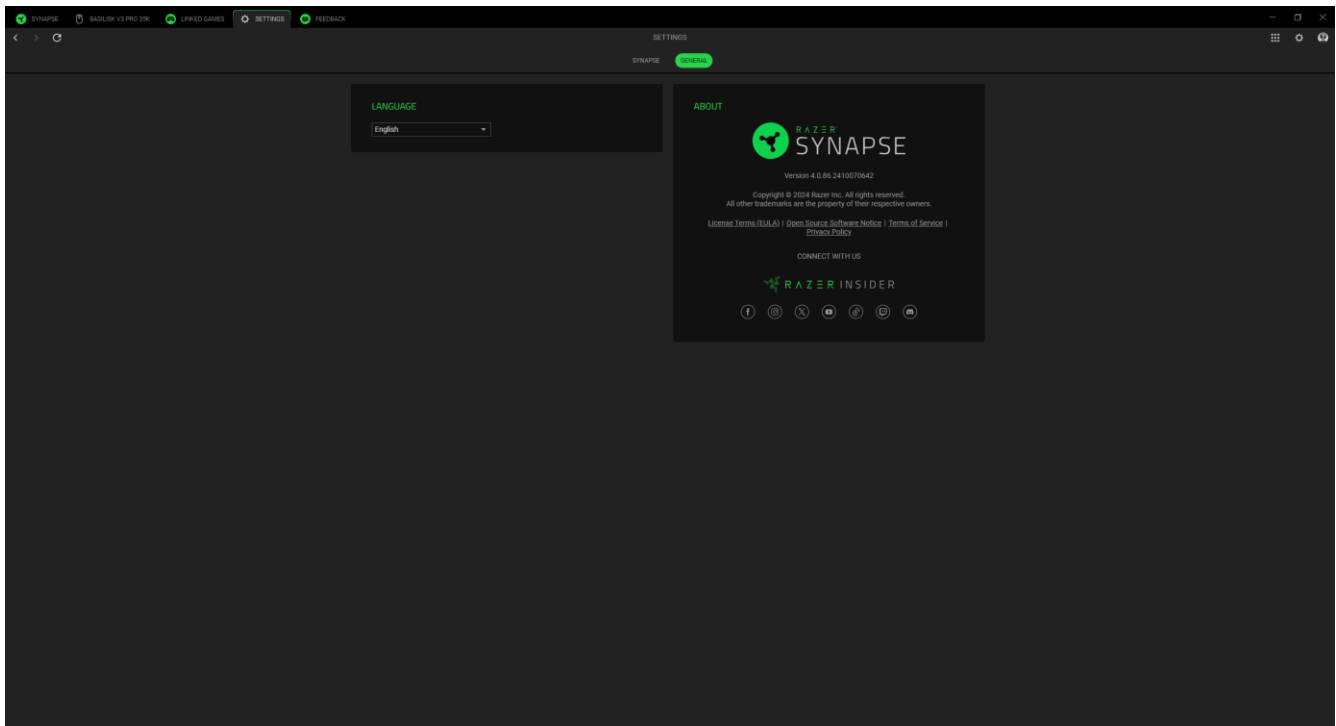 SYNAPSE
BASILISK V3 PRO 35K
LINKED GAMES
SETTINGS
FEEDBACK
SETTINGS
SYNAPSE
GENERAL
LANGUAGE
English
ABOUT
RAZER
SYNAPSE
Version 4.0.86.2410070642
Copyright © 2024 Razer Inc. All rights reserved.
All other trademarks are the property of their respective owners.
License Terms (EULA) | Open Source Software Notice | Terms of Service |
Privacy Policy
CONNECT WITH US
RAZER INSIDER